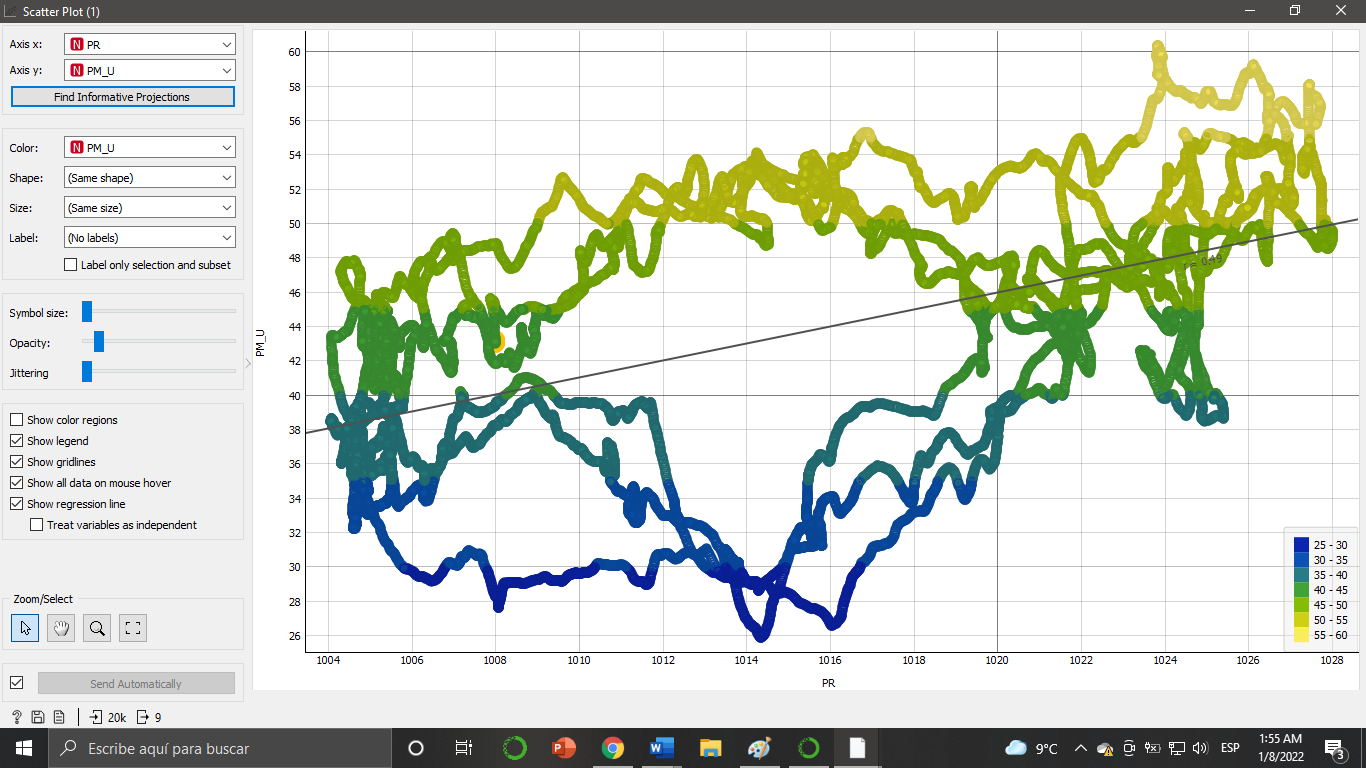 Scatter Plot (1)
Axis x: N PR
Axis y: N PM_U
Find Informative Projections
Color: N PM_U
Shape: (Same shape)
Size: (Same size)
Label: (No labels)
Label only selection and subset
Symbol size:
Opacity:
Jittering
Show color regions
Show legend
Show gridlines
Show all data on mouse hover
Show regression line
Treat variables as independent
Zoom/Select
Send Automatically
? 20k 9
60
58
56
54
52
50
48
46
44
42
40
38
36
34
32
30
28
26
PM_U
1004 1006 1008 1010 1012 1014 1016 1018 1020 1022 1024 1026 1028
PR
25 - 30
30 - 35
35 - 40
40 - 45
45 - 50
50 - 55
55 - 60
Escribe aquí para buscar
P
W
9°C
ESP
1:55 AM
1/8/2022
3